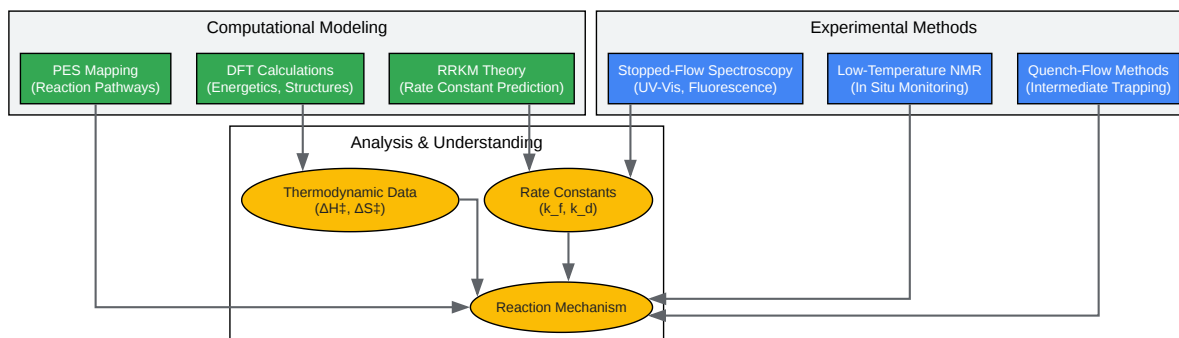 Computational Modeling
Experimental Methods
PES Mapping
(Reaction Pathways)
DFT Calculations
(Energetics, Structures)
RRKM Theory
(Rate Constant Prediction)
Stopped-Flow Spectroscopy
(UV-Vis, Fluorescence)
Low-Temperature NMR
(In Situ Monitoring)
Quench-Flow Methods
(Intermediate Trapping)
Analysis & Understanding
Thermodynamic Data
(ΔH‡, ΔS‡)
Rate Constants
(k_f, k_d)
Reaction Mechanism